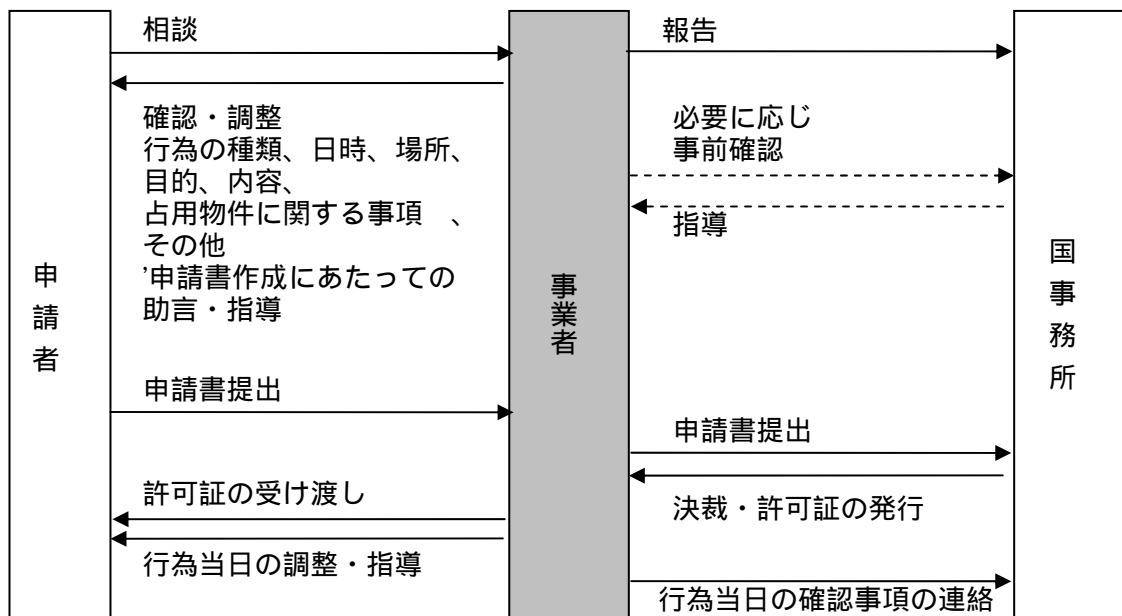 相談
報告
確認・調整
行為の種類、日時、場所、
目的、内容、
占用物件に関する事項　、
その他
’申請書作成にあたっての
助言・指導
必要に応じ
事前確認
指導
申請者
事業者
国事務所
申請書提出
申請書提出
許可証の受け渡し
決裁・許可証の発行
行為当日の調整・指導
行為当日の確認事項の連絡